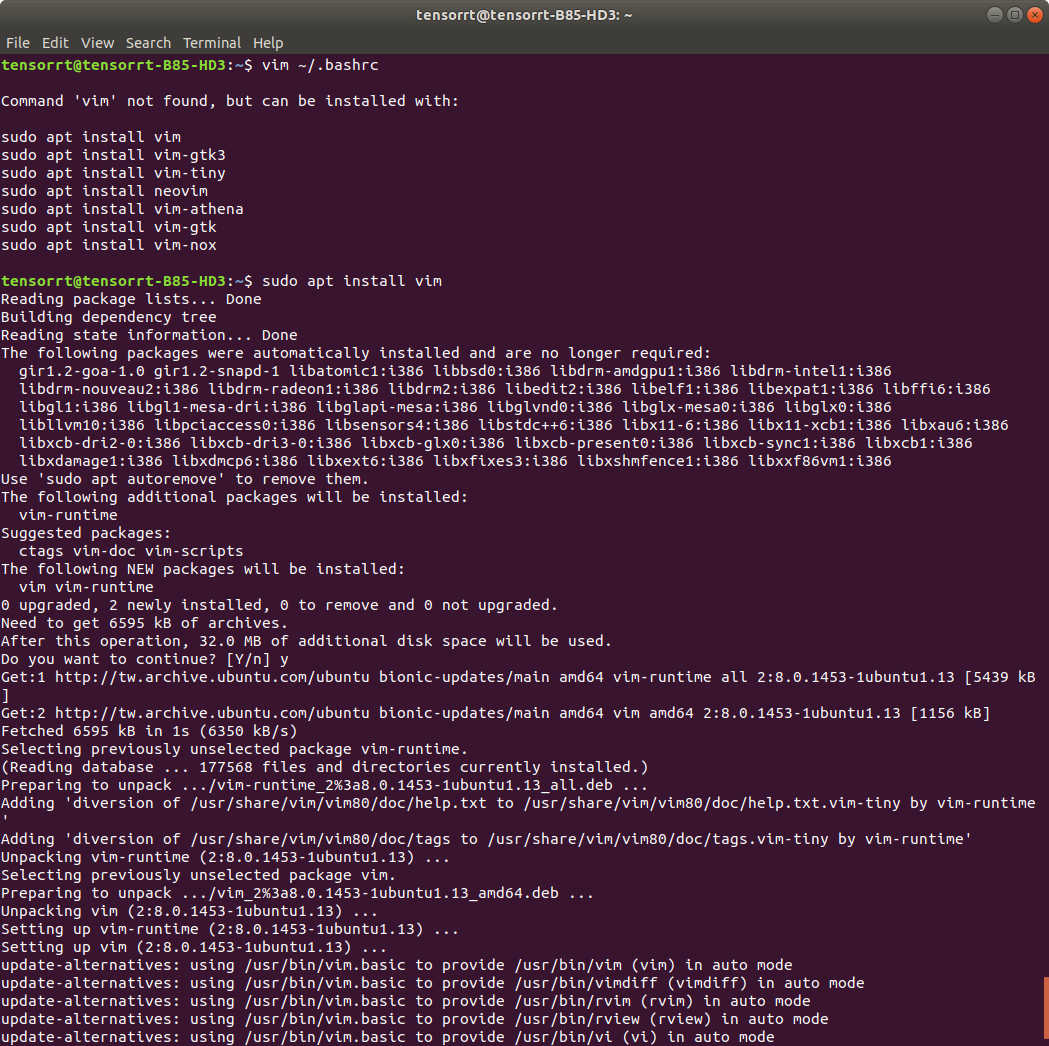 tensorrt@tensorrt-B85-HD3: ~
File Edit View Search Terminal Help
tensorrt@tensorrt-B85-HD3:~$ vim ~/.bashrc
Command 'vim' not found, but can be installed with:
sudo apt install vim
sudo apt install vim-gtk3
sudo apt install vim-tiny
sudo apt install neovim
sudo apt install vim-athena
sudo apt install vim-gtk
sudo apt install vim-nox
tensorrt@tensorrt-B85-HD3:~$ sudo apt install vim
Reading package lists... Done
Building dependency tree
Reading state information... Done
The following packages were automatically installed and are no longer required:
  gir1.2-goa-1.0 gir1.2-snapd-1 libatomic1:i386 libbsd0:i386 libdrm-amdgpu1:i386 libdrm-intel1:i386
  libdrm-nouveau2:i386 libdrm-radeon1:i386 libdrm2:i386 libedit2:i386 libelf1:i386 libexpat1:i386 libffi6:i386
  libgl1:i386 libgl1-mesa-dri:i386 libglapi-mesa:i386 libglvnd0:i386 libglx-mesa0:i386 libglx0:i386
  libllvm10:i386 libpciaccess0:i386 libsensors4:i386 libstdc++6:i386 libx11-6:i386 libx11-xcb1:i386 libxau6:i386
  libxcb-dri2-0:i386 libxcb-dri3-0:i386 libxcb-glx0:i386 libxcb-present0:i386 libxcb-sync1:i386 libxcb1:i386
  libxdamage1:i386 libxdmcp6:i386 libxext6:i386 libxfixes3:i386 libxshmfence1:i386 libxxf86vm1:i386
Use 'sudo apt autoremove' to remove them.
The following additional packages will be installed:
  vim-runtime
Suggested packages:
  ctags vim-doc vim-scripts
The following NEW packages will be installed:
  vim vim-runtime
0 upgraded, 2 newly installed, 0 to remove and 0 not upgraded.
Need to get 6595 kB of archives.
After this operation, 32.0 MB of additional disk space will be used.
Do you want to continue? [Y/n] y
Get:1 http://tw.archive.ubuntu.com/ubuntu bionic-updates/main amd64 vim-runtime all 2:8.0.1453-1ubuntu1.13 [5439 kB
]
Get:2 http://tw.archive.ubuntu.com/ubuntu bionic-updates/main amd64 vim amd64 2:8.0.1453-1ubuntu1.13 [1156 kB]
Fetched 6595 kB in 1s (6350 kB/s)
Selecting previously unselected package vim-runtime.
(Reading database ... 177568 files and directories currently installed.)
Preparing to unpack .../vim-runtime_2%3a8.0.1453-1ubuntu1.13_all.deb ...
Adding 'diversion of /usr/share/vim/vim80/doc/help.txt to /usr/share/vim/vim80/doc/help.txt.vim-tiny by vim-runtime
'
Adding 'diversion of /usr/share/vim/vim80/doc/tags to /usr/share/vim/vim80/doc/tags.vim-tiny by vim-runtime'
Unpacking vim-runtime (2:8.0.1453-1ubuntu1.13) ...
Selecting previously unselected package vim.
Preparing to unpack .../vim_2%3a8.0.1453-1ubuntu1.13_amd64.deb ...
Unpacking vim (2:8.0.1453-1ubuntu1.13) ...
Setting up vim-runtime (2:8.0.1453-1ubuntu1.13) ...
Setting up vim (2:8.0.1453-1ubuntu1.13) ...
update-alternatives: using /usr/bin/vim.basic to provide /usr/bin/vim (vim) in auto mode
update-alternatives: using /usr/bin/vim.basic to provide /usr/bin/vimdiff (vimdiff) in auto mode
update-alternatives: using /usr/bin/vim.basic to provide /usr/bin/rvim (rvim) in auto mode
update-alternatives: using /usr/bin/vim.basic to provide /usr/bin/rview (rview) in auto mode
update-alternatives: using /usr/bin/vim.basic to provide /usr/bin/vi (vi) in auto mode